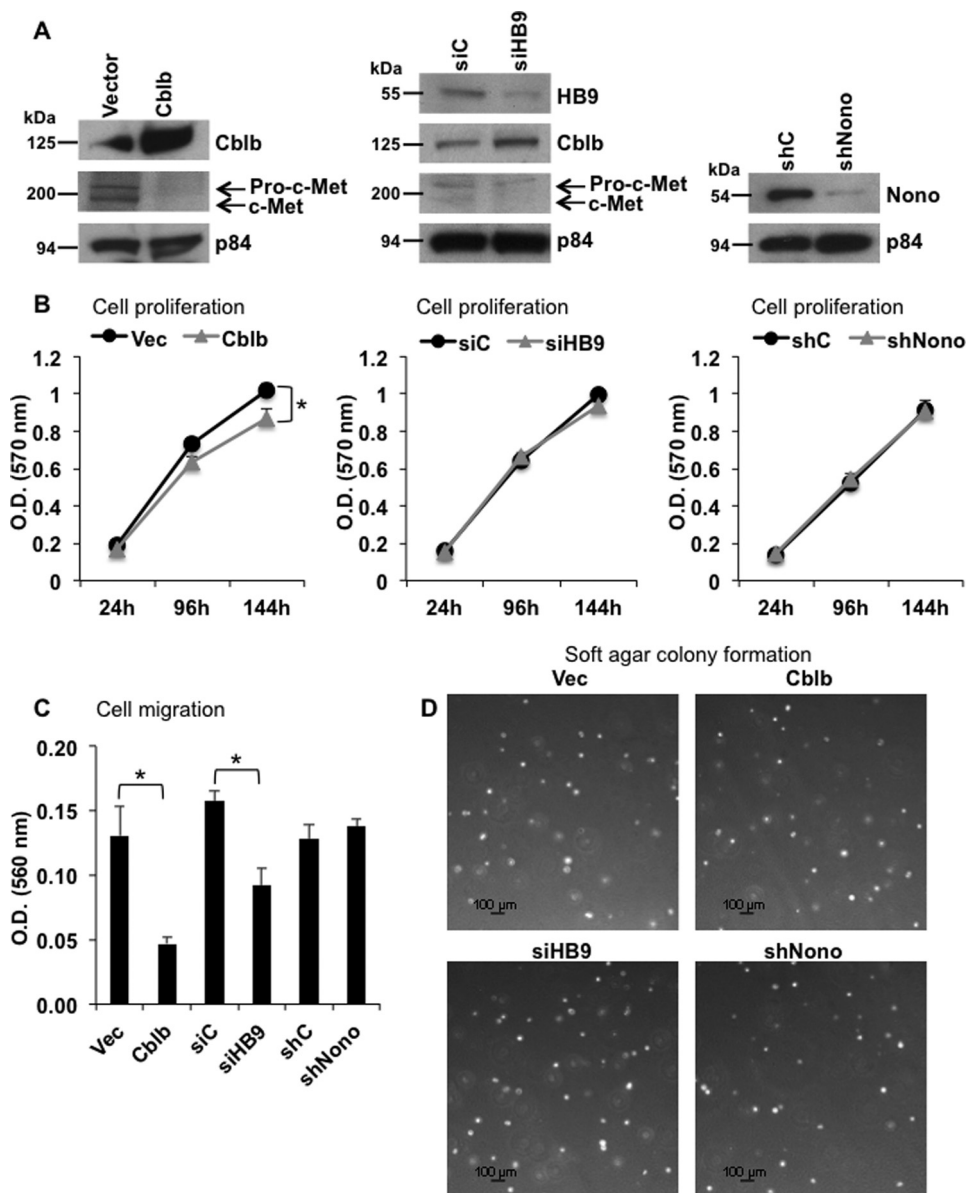 A
Vector
Cblb
kDa
125
Cblb
200
Pro-c-Met
c-Met
94
p84
siC
siHB9
kDa
55
HB9
125
Cblb
200
Pro-c-Met
c-Met
94
p84
shC
shNono
kDa
54
Nono
94
p84
B
Cell proliferation
Vec Cblb
O.D. (570 nm)
1.2
1
0.8
0.6
0.4
0.2
0
*
24h 96h 144h
Cell proliferation
siC siHB9
O.D. (570 nm)
1.2
1
0.8
0.6
0.4
0.2
0
24h 96h 144h
Cell proliferation
shC shNono
O.D. (570 nm)
1.2
1
0.8
0.6
0.4
0.2
0
24h 96h 144h
C Cell migration
O.D. (560 nm)
0.20
0.15
0.10
0.05
0.00
* *
Vec Cblb siC siHB9 shC shNono
Soft agar colony formation
D
Vec Cblb
100 µm 100 µm
siHB9 shNono
100 µm 100 µm